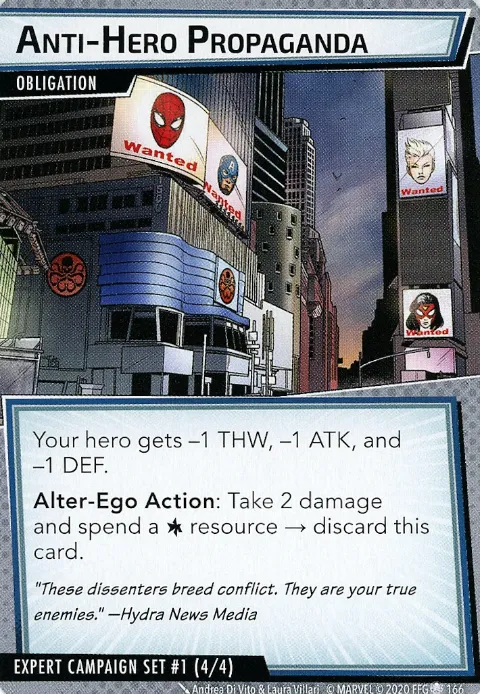 ANTI-HERO PROPAGANDA
OBLIGATION
Wanted
Wanted
Wanted
Wanted
Your hero gets –1 THW, –1 ATK, and
–1 DEF.
Alter-Ego Action: Take 2 damage
and spend a resource → discard this
card.
"These dissenters breed conflict. They are your true
enemies." —Hydra News Media
EXPERT CAMPAIGN SET #1 (4/4)
Andrea Di Vito & Laura Villari © MARVEL © 2020 FFG 166